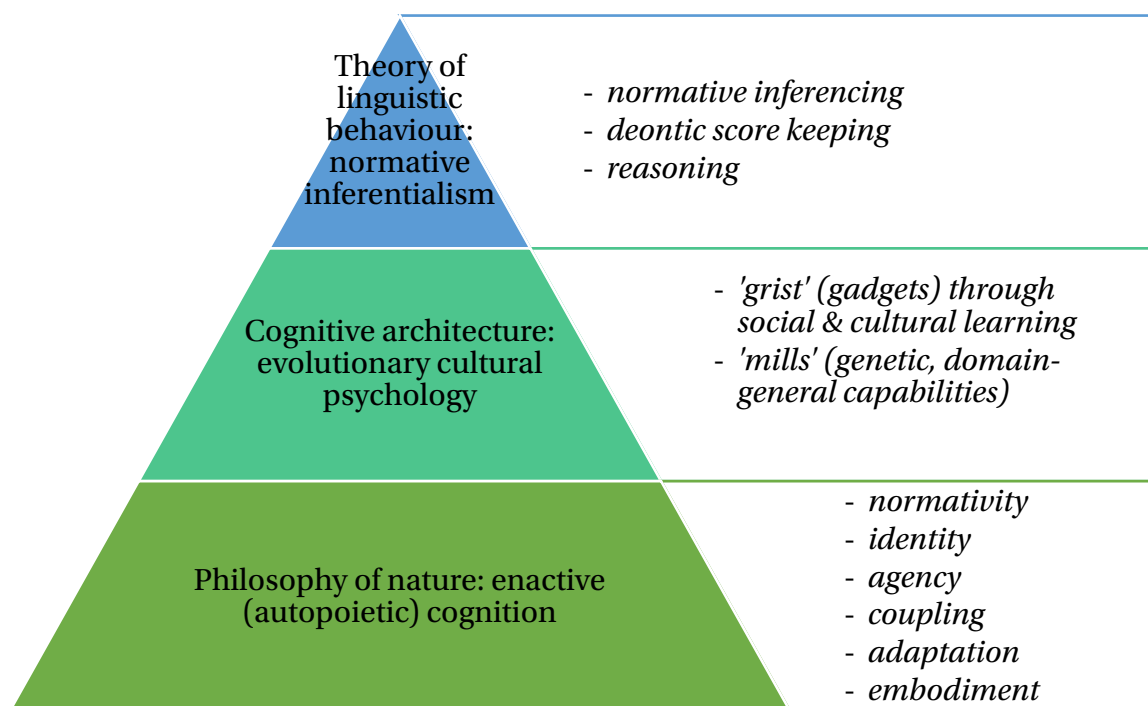 Theory of
linguistic
behaviour:
normative
inferentialism
- normative inferencing
- deontic score keeping
- reasoning
Cognitive architecture:
evolutionary cultural
psychology
- 'grist' (gadgets) through
social & cultural learning
- 'mills' (genetic, domain-
general capabilities)
Philosophy of nature: enactive
(autopoietic) cognition
- normativity
- identity
- agency
- coupling
- adaptation
- embodiment